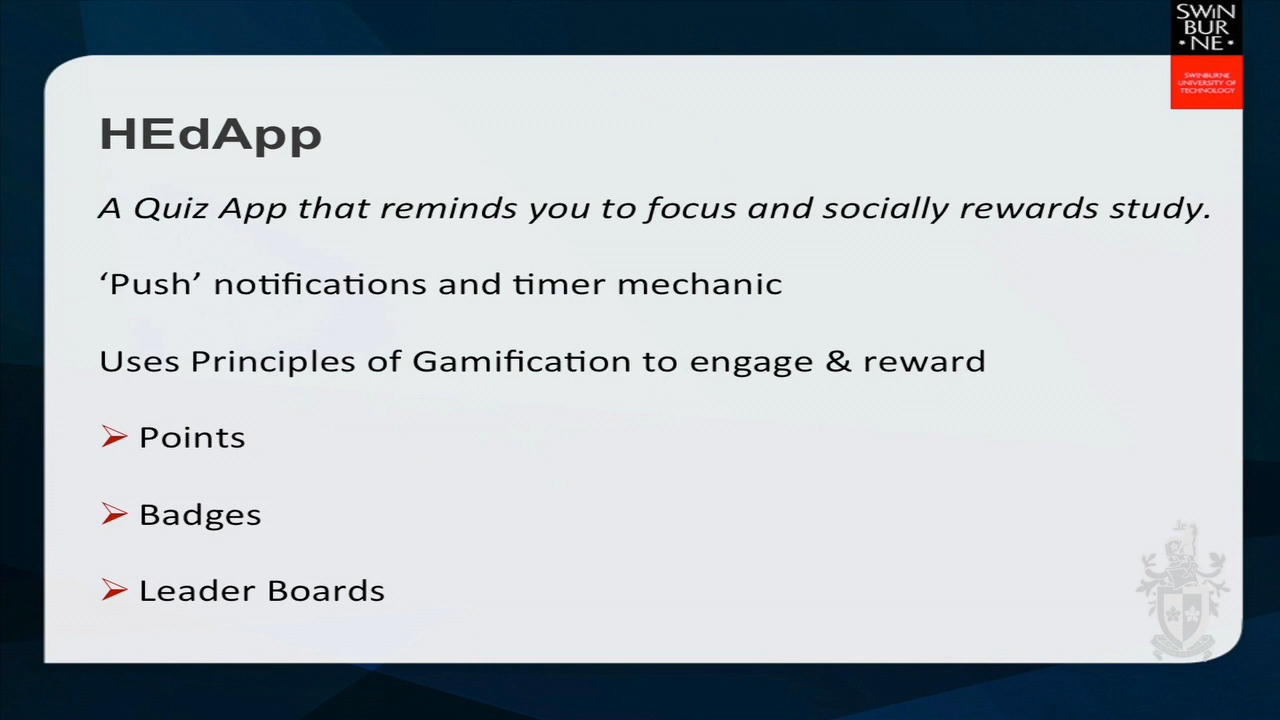 SWiN
BUR
• NE •
SWINBURNE
UNIVERSITY OF
TECHNOLOGY
HEdApp
A Quiz App that reminds you to focus and socially rewards study.
‘Push’ notifications and timer mechanic
Uses Principles of Gamification to engage & reward
➢ Points
➢ Badges
➢ Leader Boards